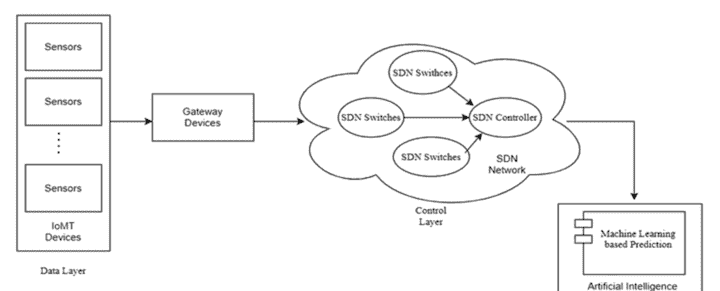 Sensors
Sensors
Sensors
IoMT
Devices
Data Layer
Gateway
Devices
SDN Swithces
SDN Switches
SDN Controller
SDN Switches
SDN
Network
Control
Layer
Machine Learning
based Prediction
Artificial Intelligence